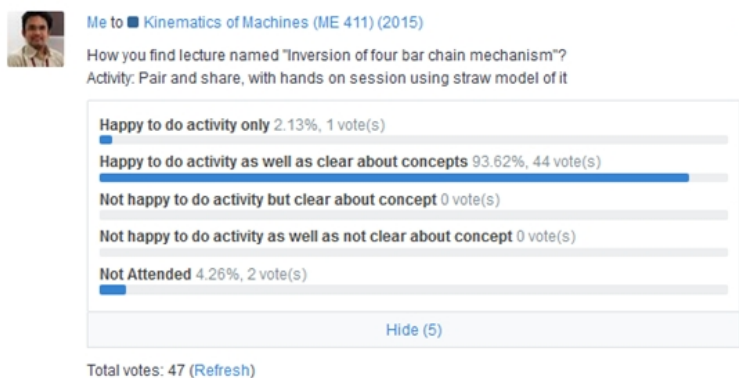 Me to Kinematics of Machines (ME 411) (2015)
How you find lecture named "Inversion of four bar chain mechanism"?
Activity: Pair and share, with hands on session using straw model of it
Happy to do activity only 2.13%, 1 vote(s)
Happy to do activity as well as clear about concepts 93.62%, 44 vote(s)
Not happy to do activity but clear about concept 0 vote(s)
Not happy to do activity as well as not clear about concept 0 vote(s)
Not Attended 4.26%, 2 vote(s)
Hide (5)
Total votes: 47 (Refresh)